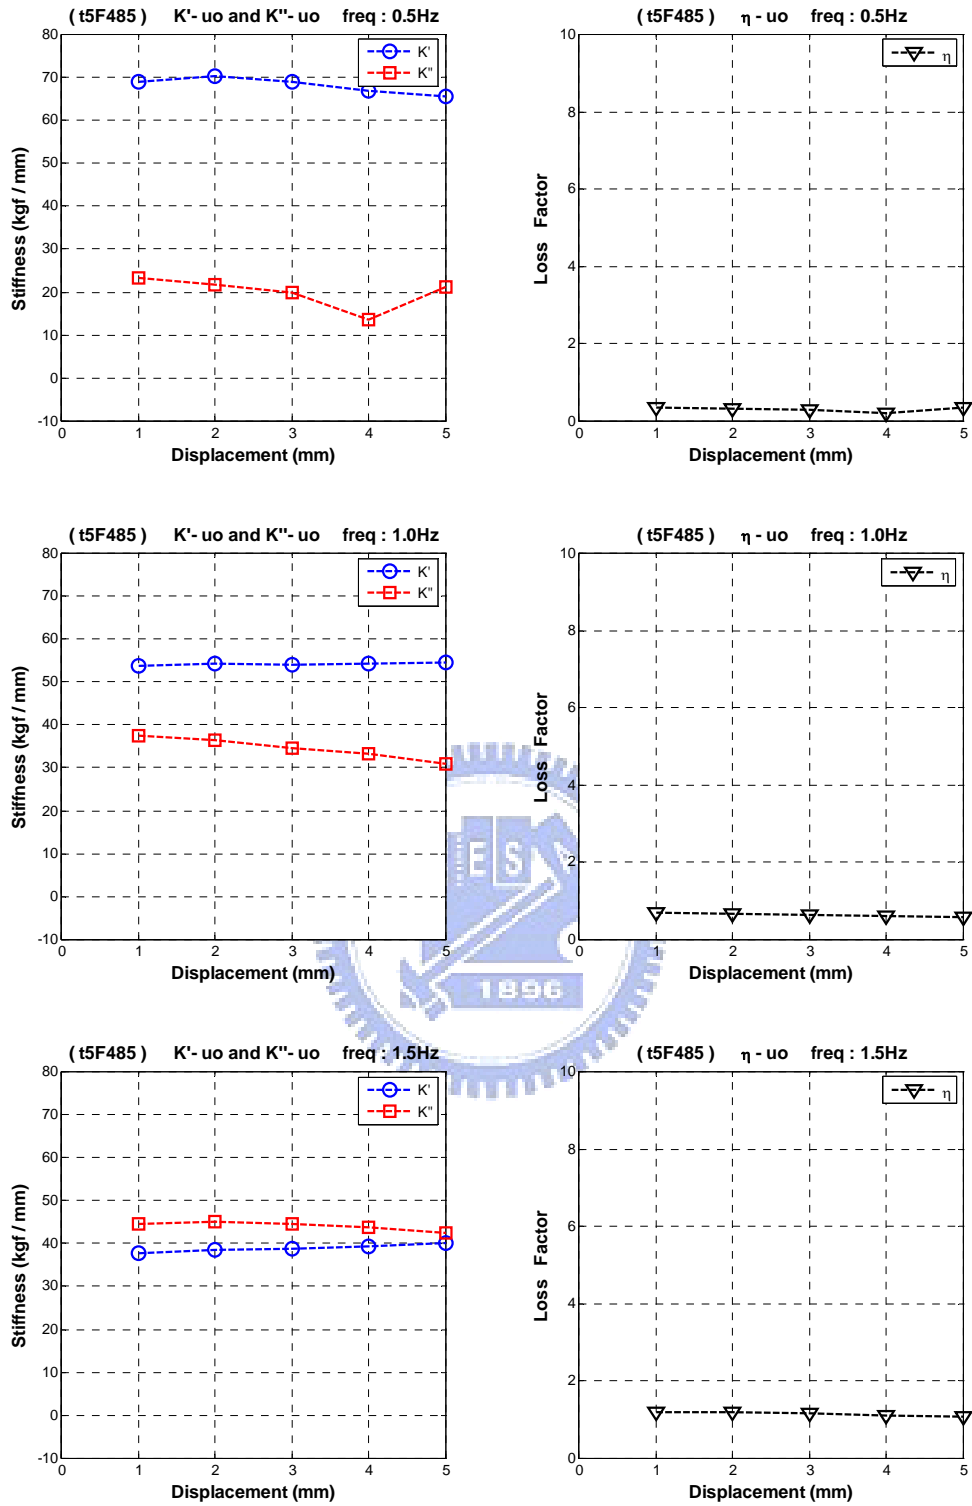 ( t5F485 ) K'- uo and K''- uo freq : 0.5Hz
80
70
60
50
40
30
20
10
0
-10
0 1 2 3 4 5
Stiffness (kgf / mm)
Displacement (mm)
K'
K''
( t5F485 ) η - uo freq : 0.5Hz
10
8
6
4
2
0
0 1 2 3 4 5
Loss Factor
Displacement (mm)
η
( t5F485 ) K'- uo and K''- uo freq : 1.0Hz
80
70
60
50
40
30
20
10
0
-10
0 1 2 3 4 5
Stiffness (kgf / mm)
Displacement (mm)
K'
K''
( t5F485 ) η - uo freq : 1.0Hz
10
8
6
4
2
0
0 1 2 3 4 5
Loss Factor
Displacement (mm)
η
ES
1896
( t5F485 ) K'- uo and K''- uo freq : 1.5Hz
80
70
60
50
40
30
20
10
0
-10
0 1 2 3 4 5
Stiffness (kgf / mm)
Displacement (mm)
K'
K''
( t5F485 ) η - uo freq : 1.5Hz
10
8
6
4
2
0
0 1 2 3 4 5
Loss Factor
Displacement (mm)
η